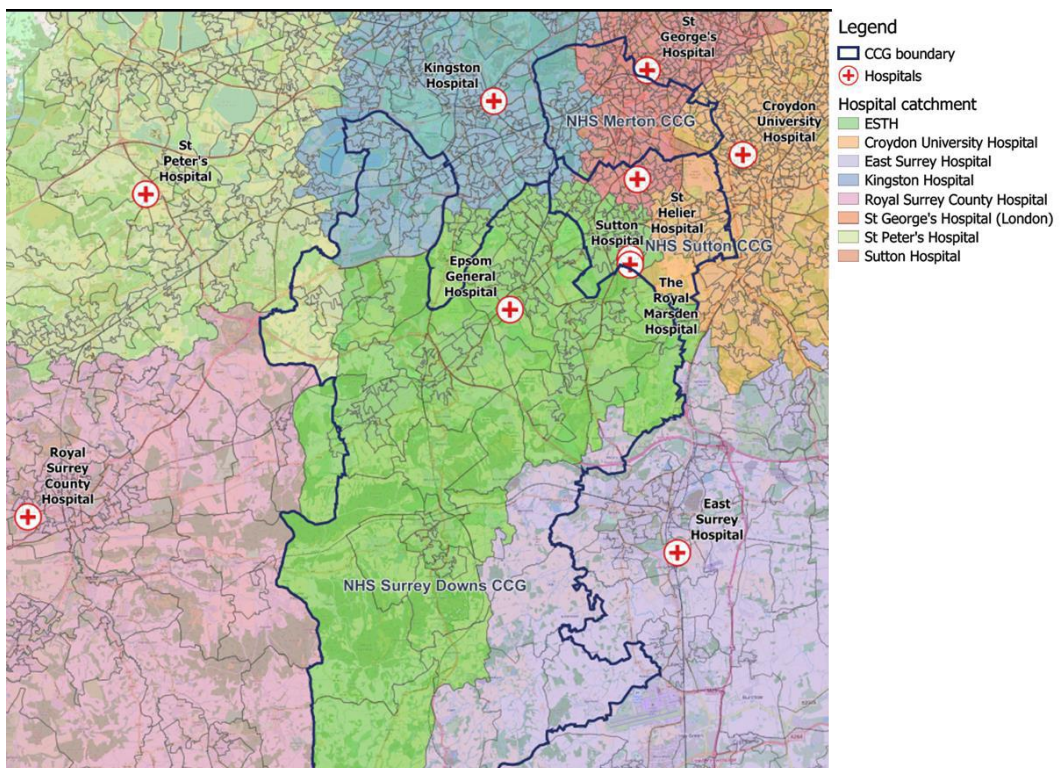 St
George's
Hospital
Kingston
Hospital
NHS Merton CCG
Croydon
University
Hospital
St
Peter's
Hospital
St
Helier
Hospital
Sutton
Hospital
NHS Sutton CCG
Epsom
General
Hospital
The
Royal
Marsden
Hospital
Royal
Surrey
County
Hospital
East
Surrey
Hospital
NHS Surrey Downs CCG
Legend
CCG boundary
Hospitals
Hospital catchment
ESTH
Croydon University Hospital
East Surrey Hospital
Kingston Hospital
Royal Surrey County Hospital
St George's Hospital (London)
St Peter's Hospital
Sutton Hospital